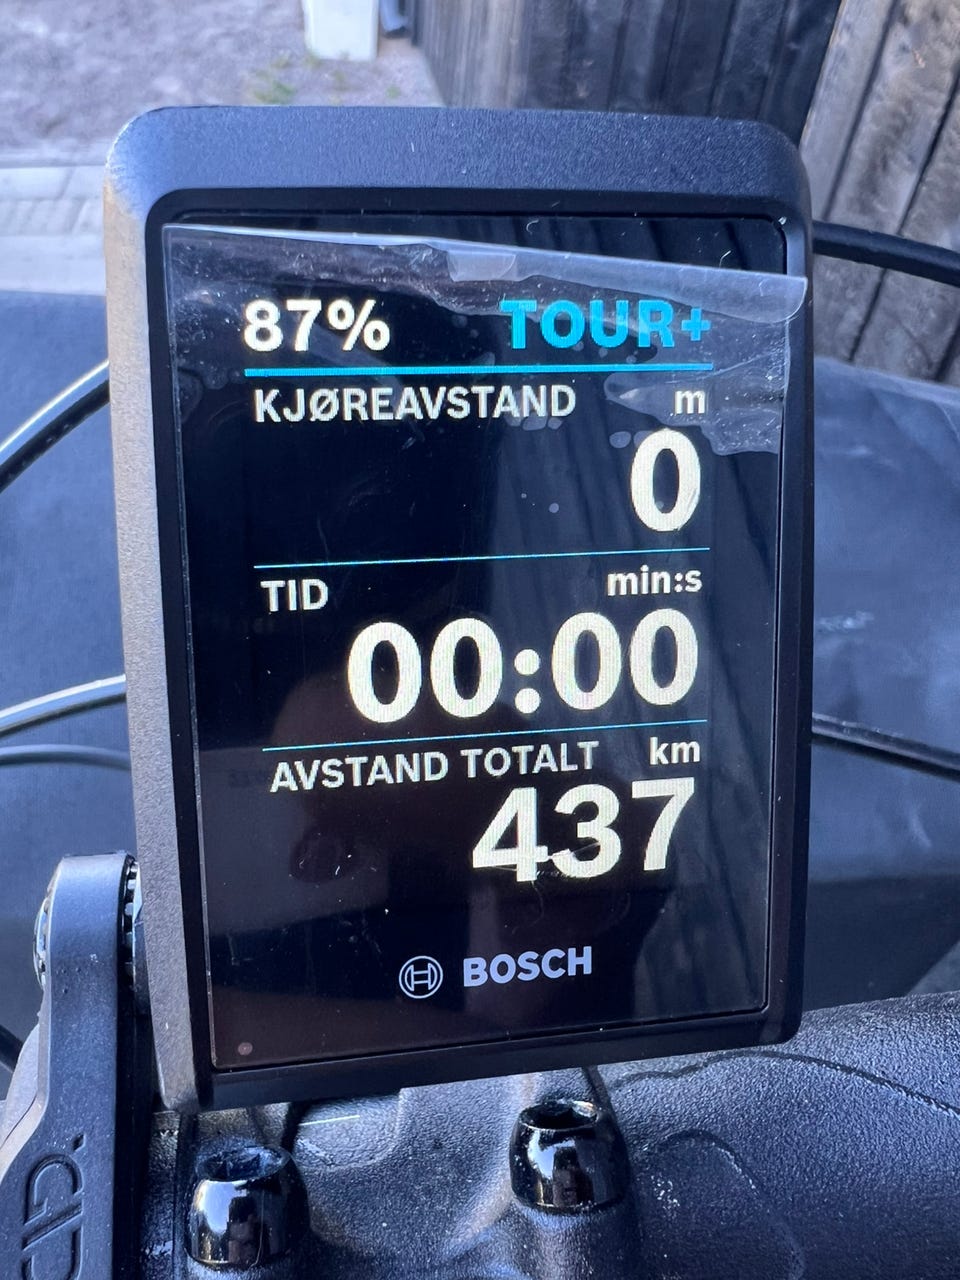 87% TOUR+
KJØREAVSTAND m
0
TID min:s
00:00
AVSTAND TOTALT km
437
BOSCH